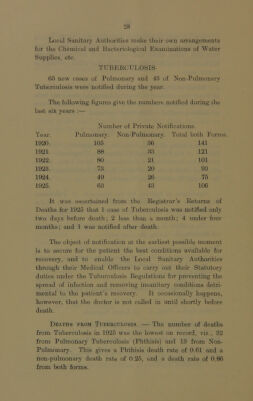 28
Local Sanitary Authorities make their own arrangements
for the Chemical and Bacteriological Examinations of Water
Supplies, etc.
TUBERCULOSIS.
63 new cases of Pulmonary and 43 of Non-Pulmonary
Tuberculosis were notified during the year.
The following figures give the numbers notified during the
last six years :—
Number of Private Notifications.
Year. Pulmonary. Non-Pulmonary. Total both Forms.
1920. 105 36 141
1921. 88 33 121
1922. 80 21 101
1923. 73 20 93
1924. 49 26 75
1925. 63 43 106
It was ascertained from the Registrar's Returns of
Deaths for 1925 that 1 case of Tuberculosis was notified only
two days before death; 2 less than a month; 4 under four
months; and 1 was notified after death.
The object of notification at the earliest possible moment
is to secure for the patient the best conditions available for
recovery, and to enable the Local Sanitary Authorities
through their Medical Officers to carry out their Statutory
duties under the Tuberculosis Regulations for preventing the
spread of infection and removing insanitary conditions detri-
mental to the patient's recovery. It occasionally happens,
however, that the doctor is not called in until shortly before
death.
Deaths from Tuberculosis. — The number of deaths
from Tuberculosis in 1925 was the lowest on record, viz., 32
from Pulmonary Tuberculosis (Phthisis) and 13 from Non-
Pulmonary. This gives a Phthisis death rate of 0.61 and a
non-pulmonary death rate of 0.25, and a death rate of 0.86
from both forms.